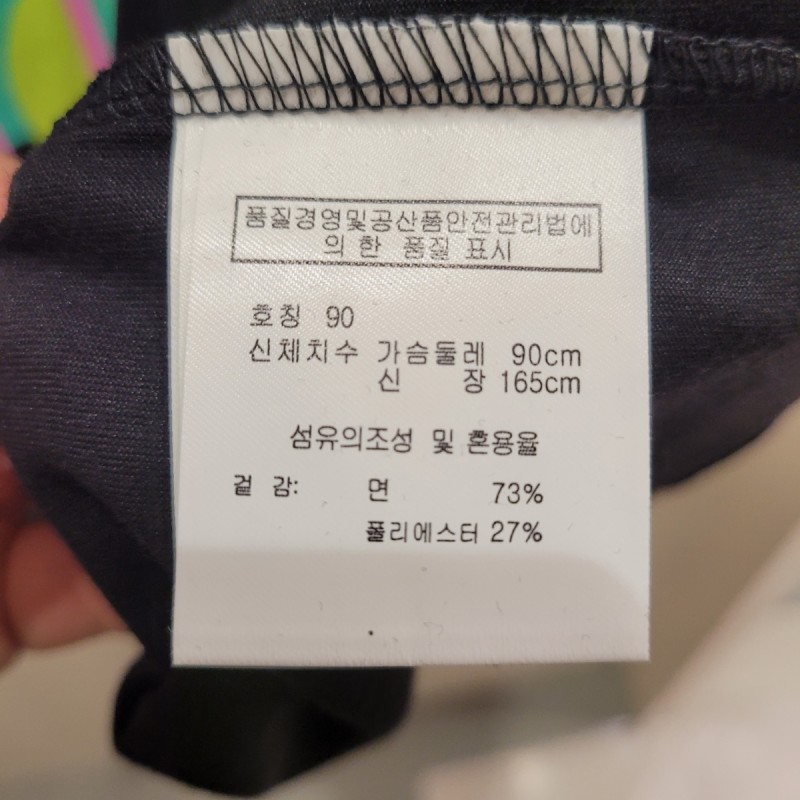 품질경영및공산품안전관리법에
의 한 품질 표시
호칭 90
신체치수 가슴둘레 90cm
신 장 165cm
섬유의조성 및 혼용율
겉 감: 면 73%
폴리에스터 27%